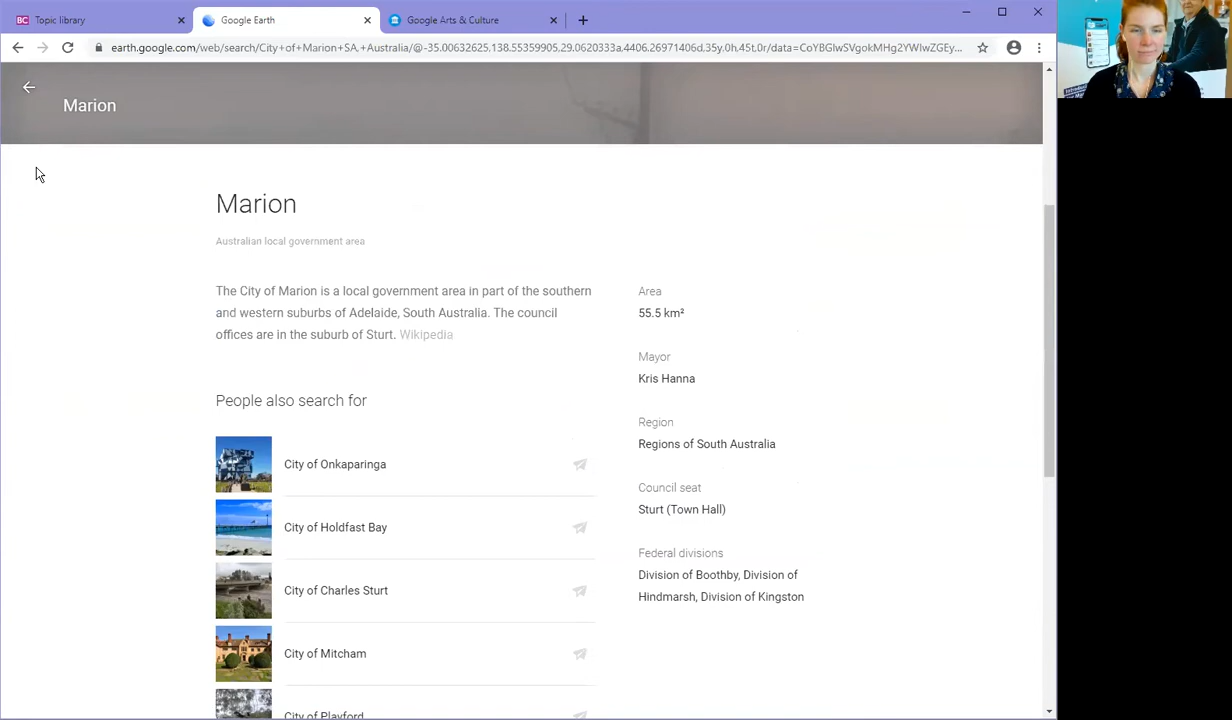 BC Topic library
Google Earth
Google Arts & Culture
earth.google.com/web/search/City+of+Marion+SA,+Australia/@-35.00632625,138.55359905,29.0620333a,4406.26971406d,35y,0h,45t,0r/data=CoYBGlwSVgokMHg2YWIwZGEy...
Marion
Marion
Australian local government area
The City of Marion is a local government area in part of the southern
and western suburbs of Adelaide, South Australia. The council
offices are in the suburb of Sturt. Wikipedia
People also search for
City of Onkaparinga
City of Holdfast Bay
City of Charles Sturt
City of Mitcham
City of Playford
Area
55.5 km²
Mayor
Kris Hanna
Region
Regions of South Australia
Council seat
Sturt (Town Hall)
Federal divisions
Division of Boothby, Division of
Hindmarsh, Division of Kingston